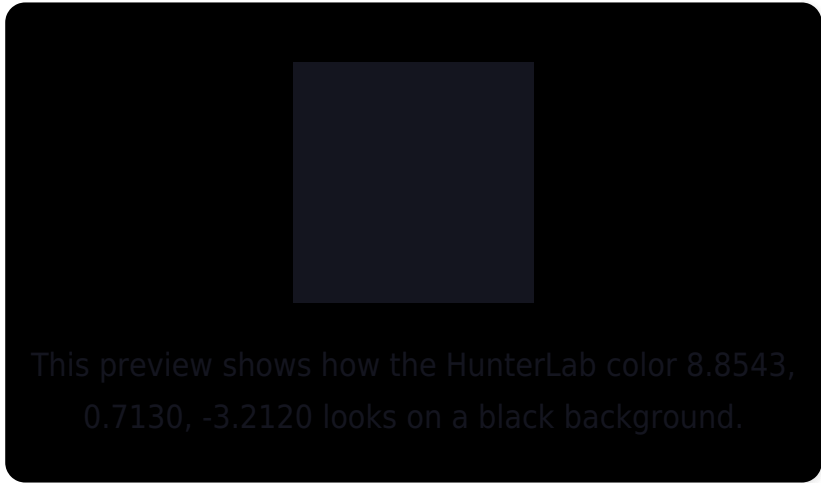 This preview shows how the HunterLab color 8.8543,
0.7130, -3.2120 looks on a black background.